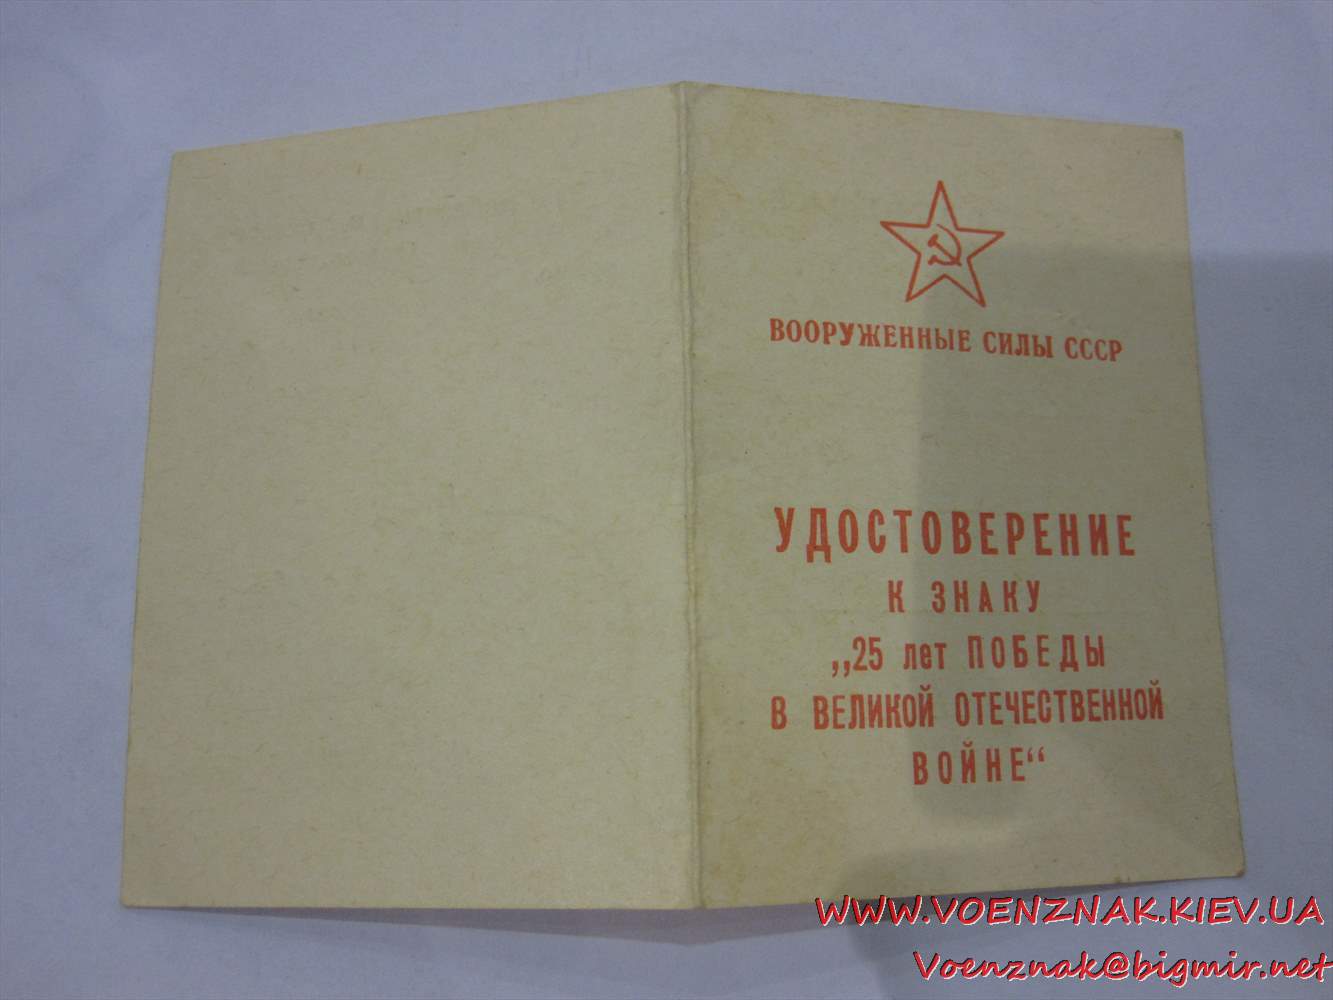 ВООРУЖЕННЫЕ СИЛЫ СССР
УДОСТОВЕРЕНИЕ
К ЗНАКУ
„25 лет ПОБЕДЫ
В ВЕЛИКОЙ ОТЕЧЕСТВЕННОЙ
ВОЙНЕ“
WWW.VOENZNAK.KIEV.UA
Voenznak@bigmir.net